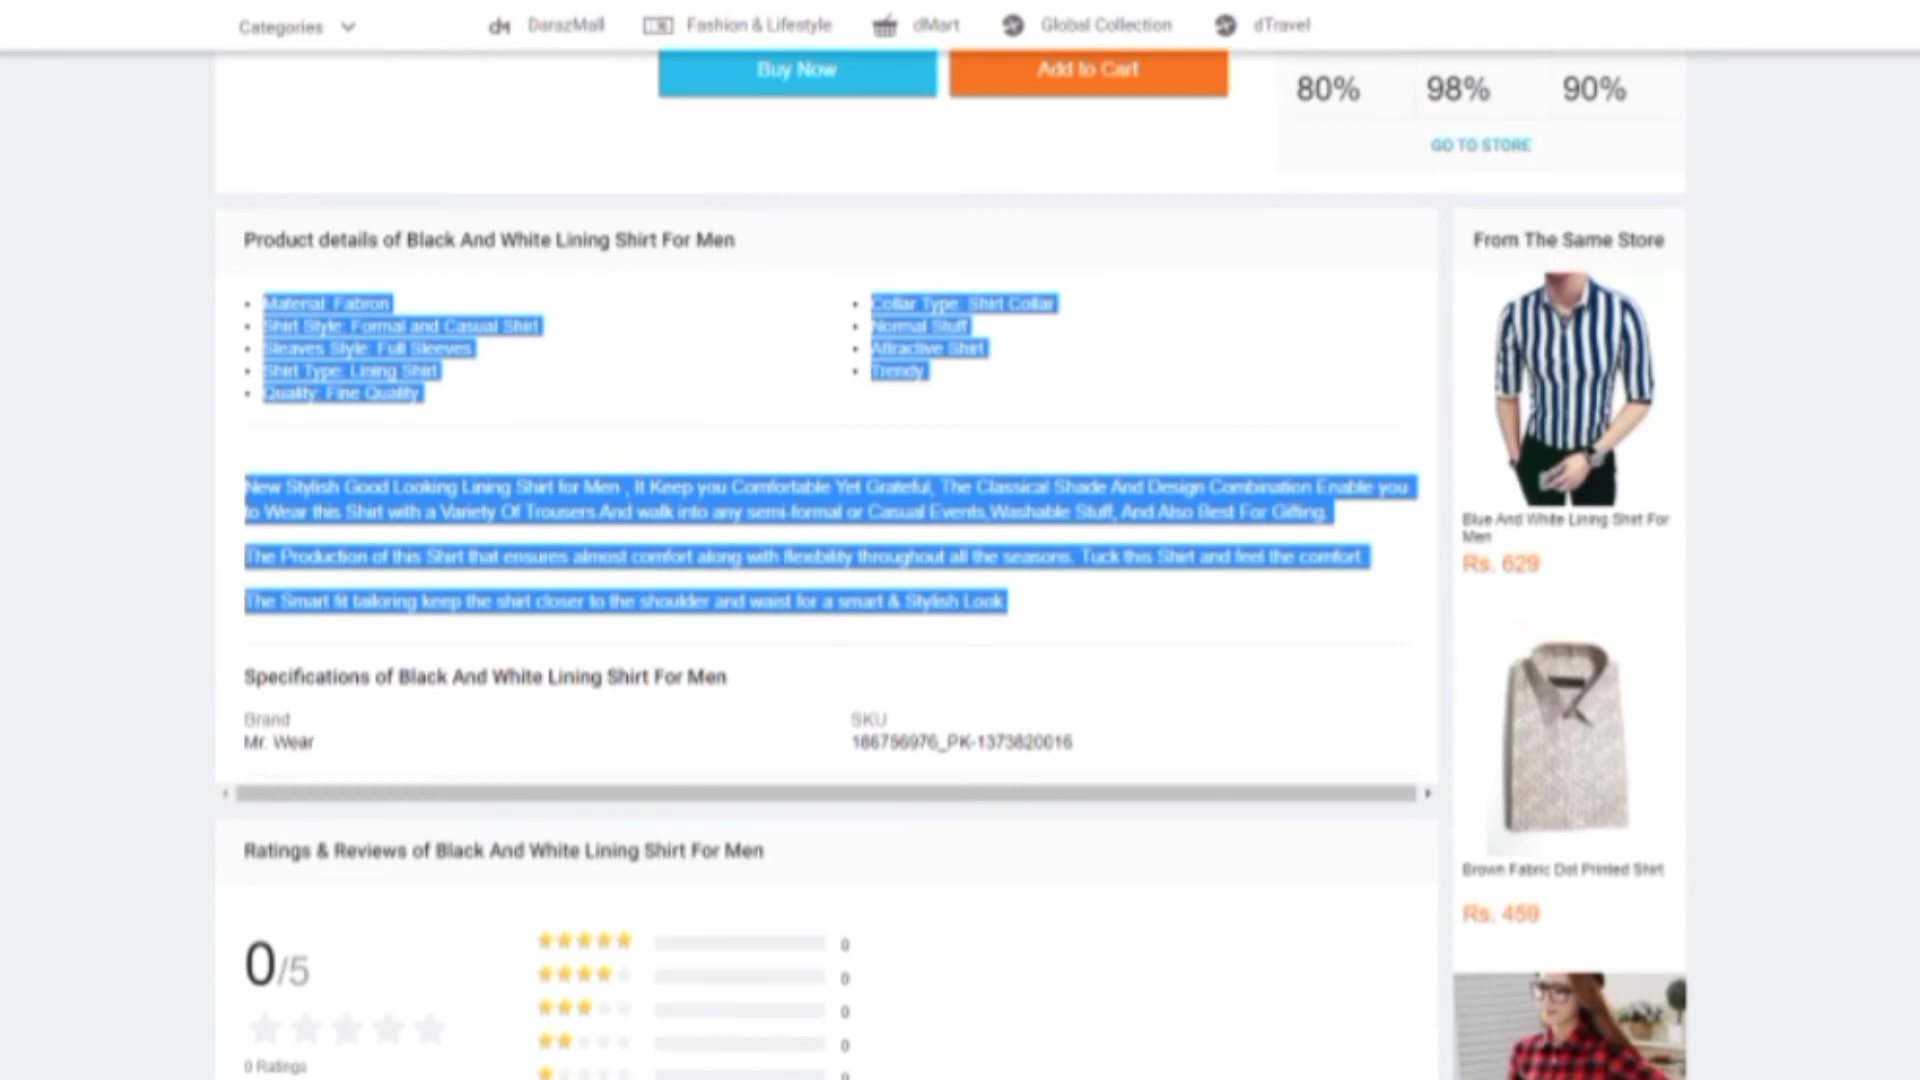 Categories
DarazMall
Fashion & Lifestyle
dMart
Global Collection
dTravel
Buy Now
Add to Cart
80%
98%
90%
GO TO STORE
Product details of Black And White Lining Shirt For Men
Material: Fabron
Shirt Style: Formal and Casual Shirt
Sleaves Style: Full Sleeves
Shirt Type: Lining Shirt
Quality: Fine Quality
Collar Type: Shirt Collar
Normal Stuff
Attractive Shirt
Trendy
New Stylish Good Looking Lining Shirt for Men , It Keep you Comfortable Yet Grateful, The Classical Shade And Design Combination Enable you
to Wear this Shirt with a Variety Of Trousers And walk into any semi-formal or Casual Events,Washable Stuff, And Also Best For Gifting.
The Production of this Shirt that ensures almost comfort along with flexibility throughout all the seasons. Tuck this Shirt and feel the comfort.
The Smart fit tailoring keep the shirt closer to the shoulder and waist for a smart & Stylish Look
Specifications of Black And White Lining Shirt For Men
Brand
Mr. Wear
SKU
186756976_PK-1373820016
Ratings & Reviews of Black And White Lining Shirt For Men
0/5
0 Ratings
0
0
0
0
0
From The Same Store
Blue And White Lining Shirt For
Men
Rs. 629
Brown Fabric Dot Printed Shirt
Rs. 459